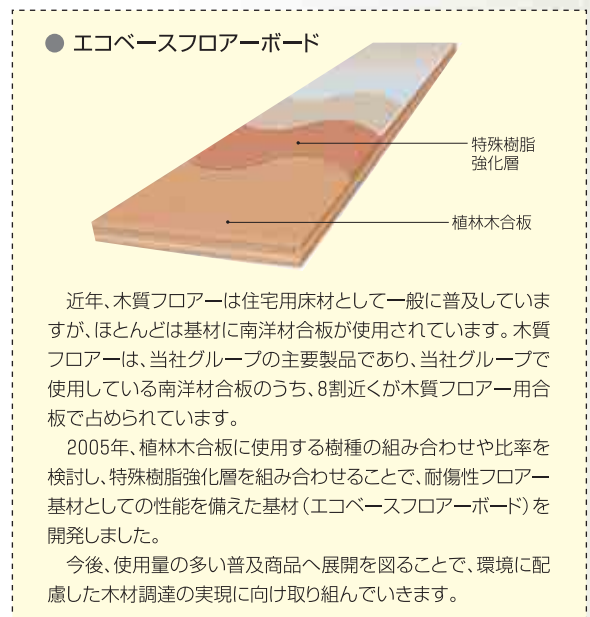 ● エコベースフロアーボード
特殊樹脂
強化層
植林木合板
　近年、木質フロアーは住宅用床材として一般に普及していま
すが、ほとんどは基材に南洋材合板が使用されています。木質
フロアーは、当社グループの主要製品であり、当社グループで
使用している南洋材合板のうち、8割近くが木質フロアー用合
板で占められています。
　2005年、植林木合板に使用する樹種の組み合わせや比率を
検討し、特殊樹脂強化層を組み合わせることで、耐傷性フロアー
基材としての性能を備えた基材（エコベースフロアーボード）を
開発しました。
　今後、使用量の多い普及商品へ展開を図ることで、環境に配
慮した木材調達の実現に向け取り組んでいきます。